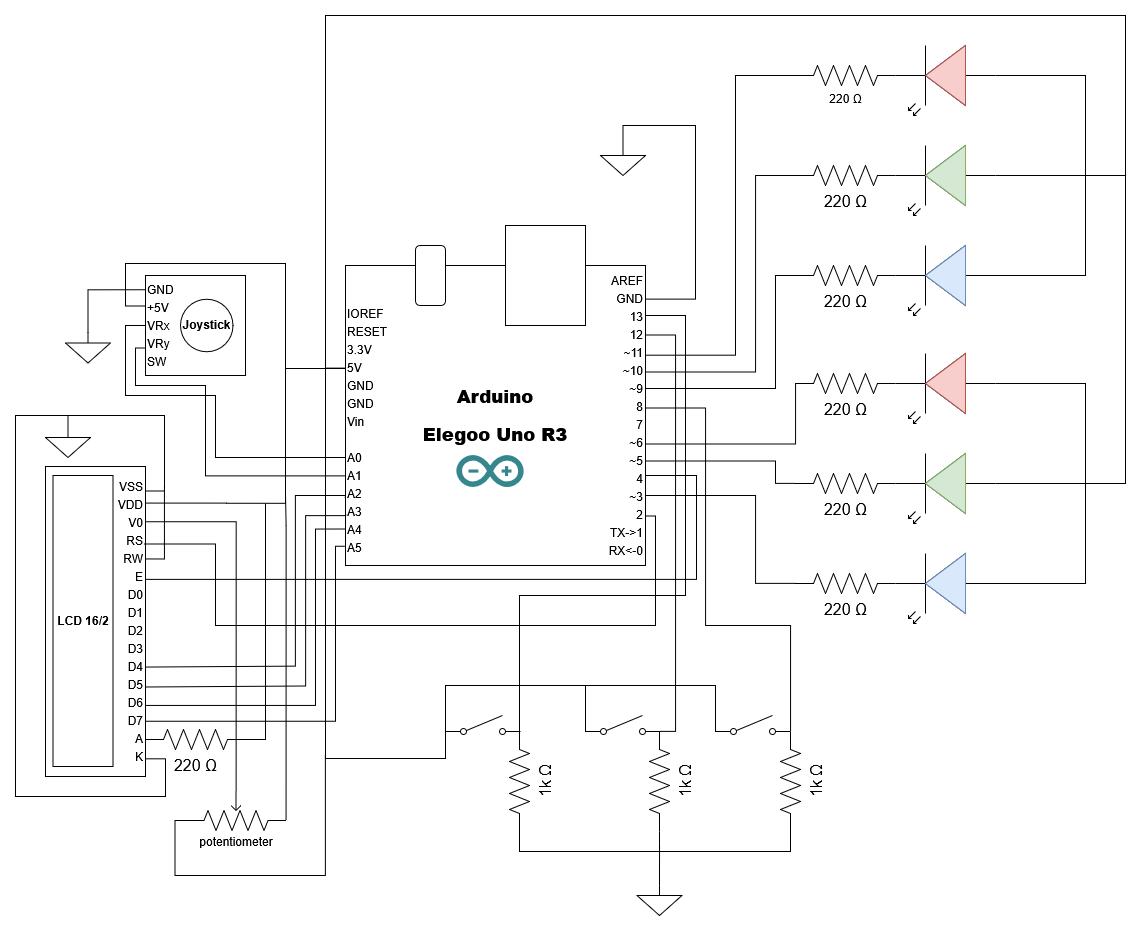 220 Ω
220 Ω
220 Ω
220 Ω
220 Ω
220 Ω
GND
+5V
VRx
VRy
SW
Joystick
IOREF
RESET
3.3V
5V
GND
GND
Vin
A0
A1
A2
A3
A4
A5
Arduino
Elegoo Uno R3
AREF
GND
13
12
~11
~10
~9
8
7
~6
~5
4
~3
2
TX->1
RX<-0
LCD 16/2
VSS
VDD
V0
RS
RW
E
D0
D1
D2
D3
D4
D5
D6
D7
A
K
220 Ω
potentiometer
1k Ω
1k Ω
1k Ω